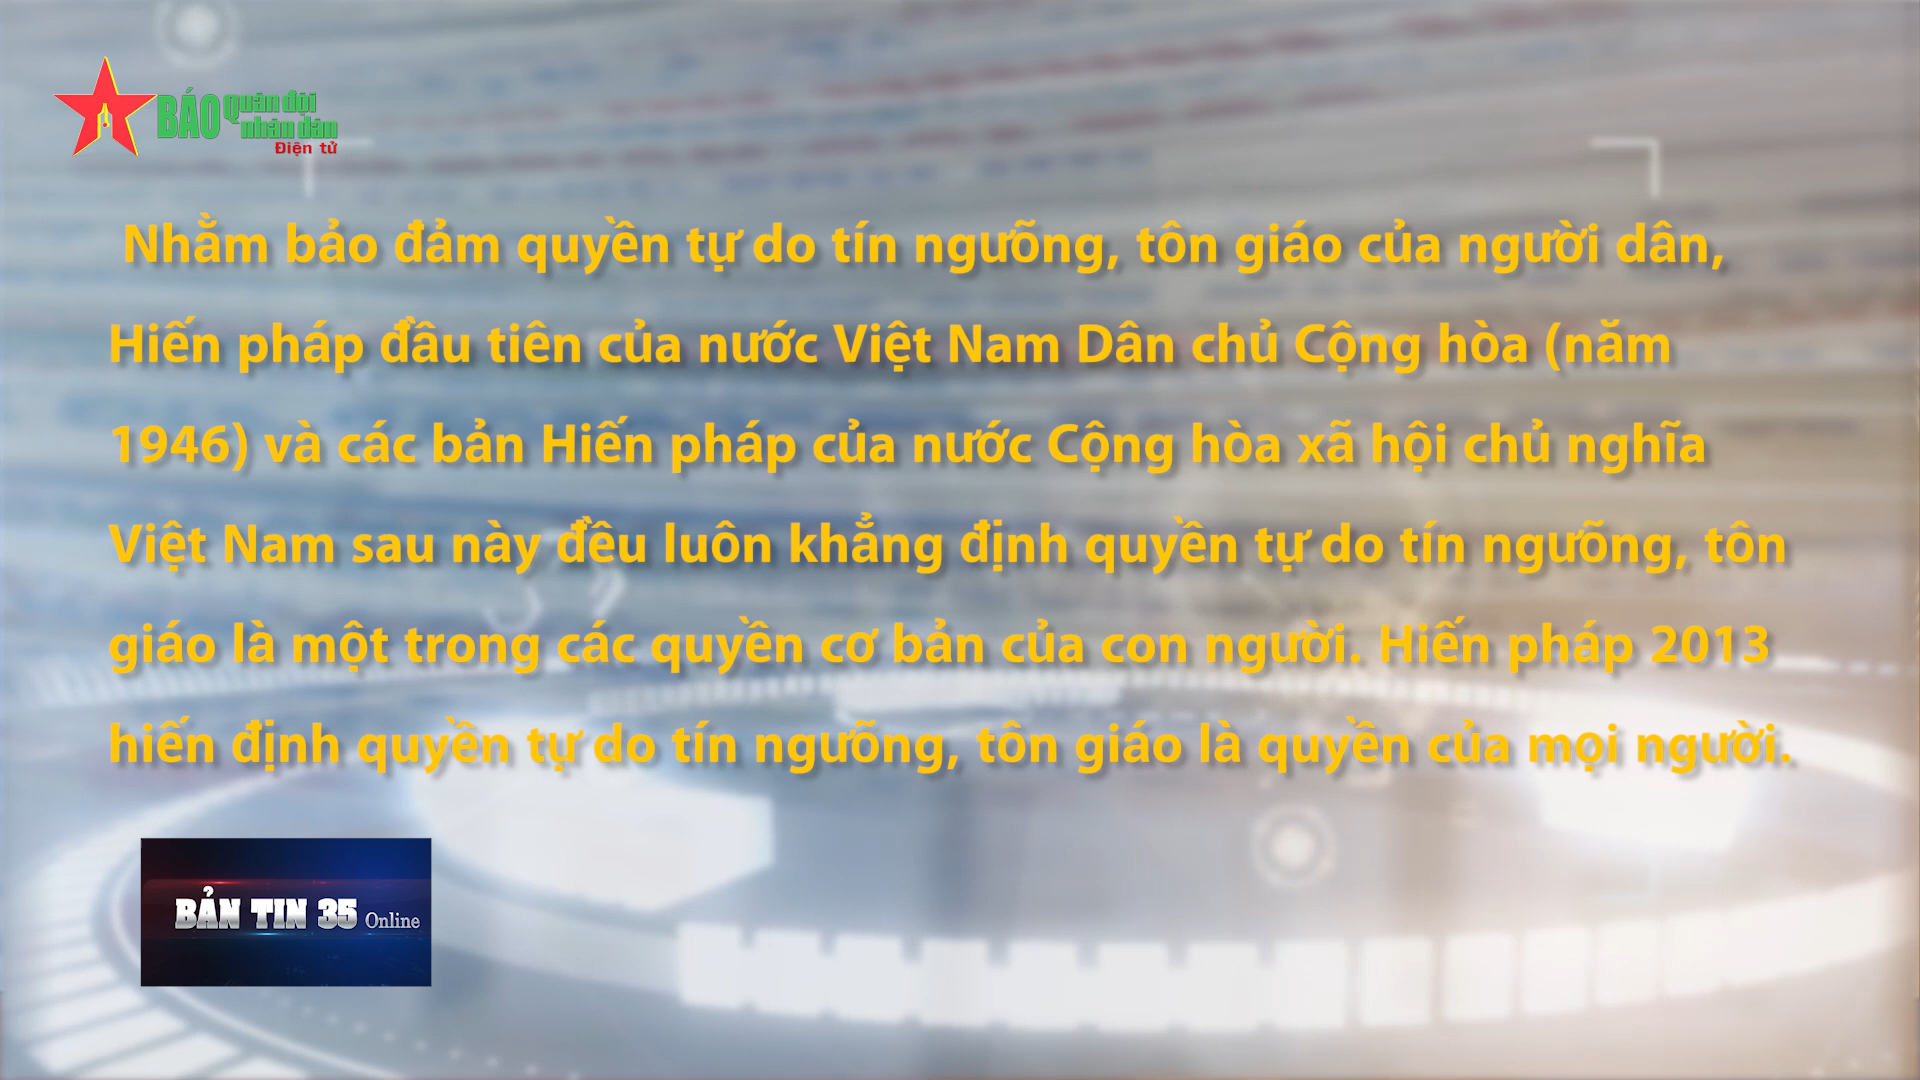 BÁO Quân đội
nhân dân
Điện tử
Nhằm bảo đảm quyền tự do tín ngưỡng, tôn giáo của người dân,
Hiến pháp đầu tiên của nước Việt Nam Dân chủ Cộng hòa (năm
1946) và các bản Hiến pháp của nước Cộng hòa xã hội chủ nghĩa
Việt Nam sau này đều luôn khẳng định quyền tự do tín ngưỡng, tôn
giáo là một trong các quyền cơ bản của con người. Hiến pháp 2013
hiến định quyền tự do tín ngưỡng, tôn giáo là quyền của mọi người.
BẢN TIN 35 Online